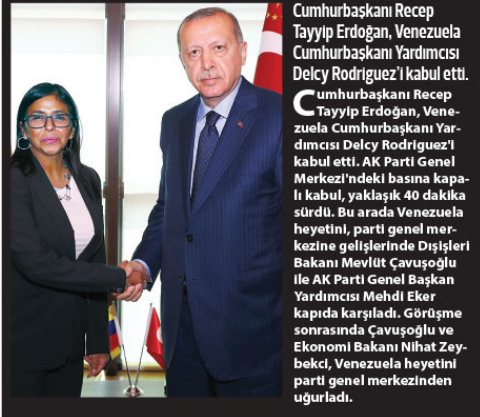 Cumhurbaşkanı Recep
Tayyip Erdoğan, Venezuela
Cumhurbaşkanı Yardımcısı
Delcy Rodriguez'i kabul etti.
Cumhurbaşkanı Recep
Tayyip Erdoğan, Vene-
zuela Cumhurbaşkanı Yar-
dımcısı Delcy Rodriguez'i
kabul etti. AK Parti Genel
Merkezi'ndeki basına kapa-
lı kabul, yaklaşık 40 dakika
sürdü. Bu arada Venezuela
heyetini, parti genel mer-
kezine gelişlerinde Dışişleri
Bakanı Mevlüt Çavuşoğlu
ile AK Parti Genel Başkan
Yardımcısı Mehdi Eker
kapıda karşıladı. Görüşme
sonrasında Çavuşoğlu ve
Ekonomi Bakanı Nihat Zey-
bekci, Venezuela heyetini
parti genel merkezinden
uğurladı.